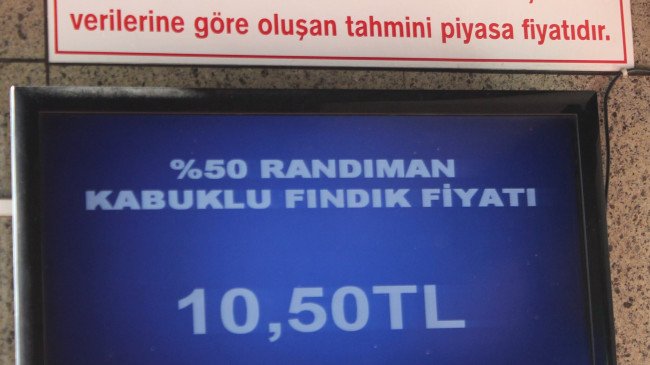 verilerine göre oluşan tahmini piyasa fiyatıdır.
%50 RANDIMAN
KABUKLU FINDIK FİYATI
10,50TL